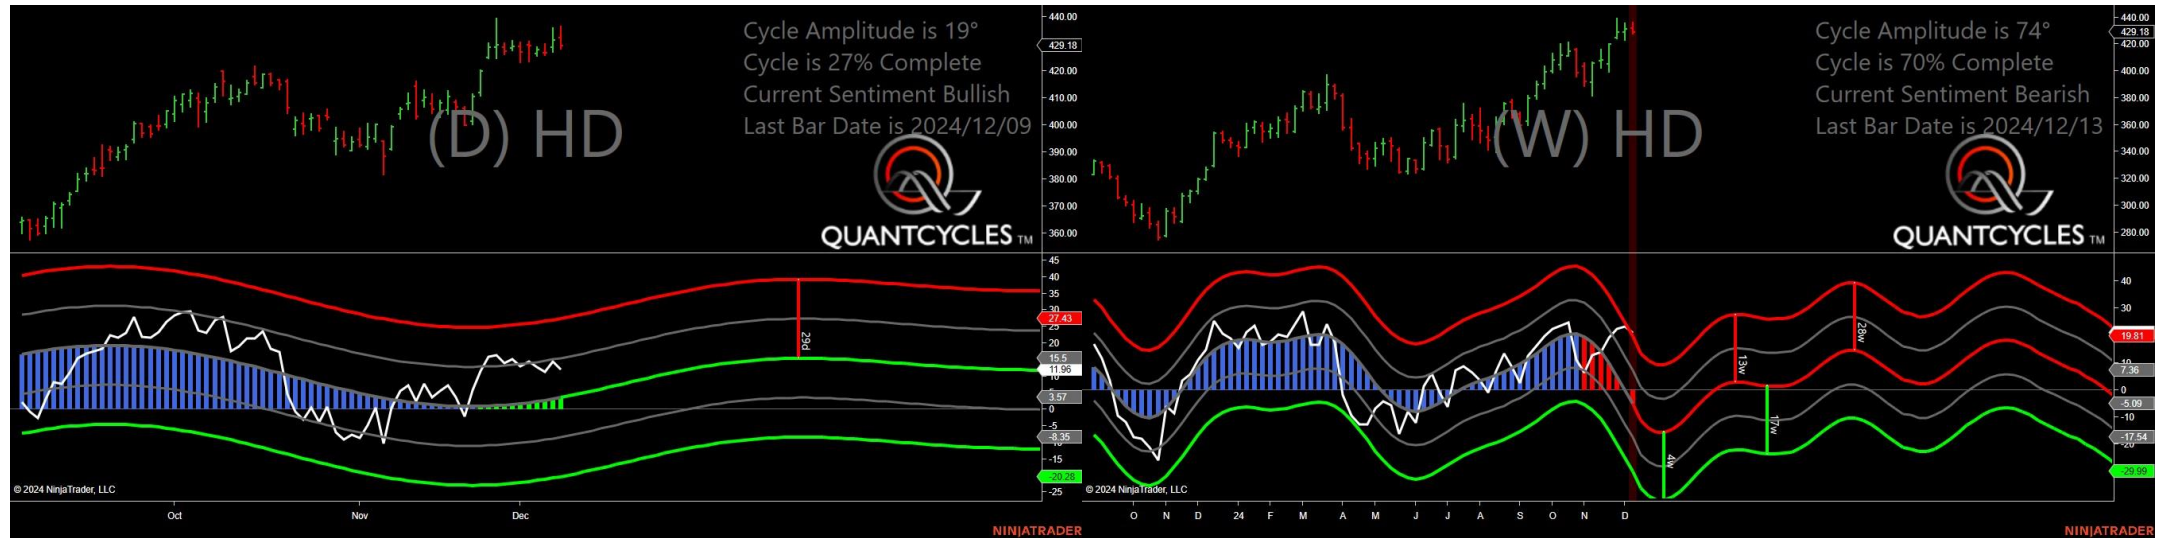 Cycle Amplitude is 19°
Cycle is 27% Complete
Current Sentiment Bullish
Last Bar Date is 2024/12/09
(D) HD
QUANTCYCLES TM
440.00
429.18
420.00
410.00
400.00
390.00
380.00
370.00
360.00
45
40
35
30
27.43
25
20
15.5
11.96
10
3.57
0
-5
-8.35
-15
-20.28
-25
29d
© 2024 NinjaTrader, LLC
Oct Nov Dec
NINJATRADER
Cycle Amplitude is 74°
Cycle is 70% Complete
Current Sentiment Bearish
Last Bar Date is 2024/12/13
(W) HD
QUANTCYCLES TM
440.00
429.18
420.00
400.00
380.00
360.00
340.00
320.00
300.00
280.00
40
30
19.81
10
7.36
0
-5.09
-10
-17.54
-20
-29.99
13w
28w
17w
4w
© 2024 NinjaTrader, LLC
O N D 24 F M A M J J A S O N D
NINJATRADER